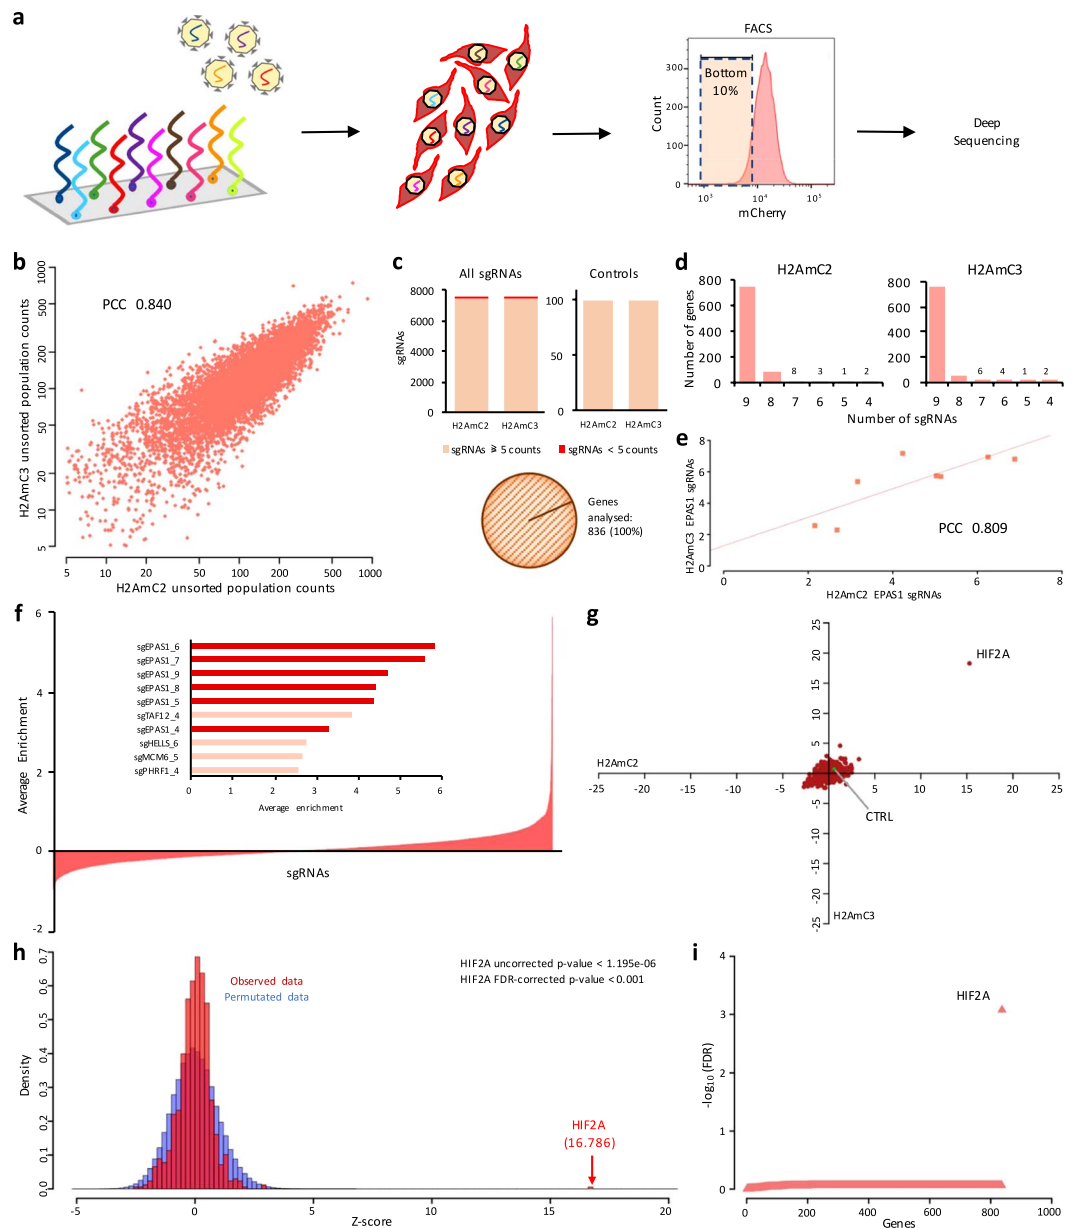 a
FACS
Bottom
10%
Count
300
200
100
0
10³
10⁴
10⁵
mCherry
Deep
Sequencing
b
PCC 0.840
H2AmC3 unsorted population counts
1000
500
200
100
50
20
10
5
5 10 20 50 100 200 500 1000
H2AmC2 unsorted population counts
c
All sgRNAs
Controls
sgRNAs
8000
6000
4000
2000
0
100
50
0
H2AmC2 H2AmC3
H2AmC2 H2AmC3
sgRNAs ⩾ 5 counts
sgRNAs < 5 counts
Genes
analysed:
836 (100%)
d
H2AmC2
H2AmC3
Number of genes
800
600
400
200
0
8 3 1 2
9 8 7 6 5 4
800
600
400
200
0
6 4 1 2
9 8 7 6 5 4
Number of sgRNAs
e
H2AmC3 EPAS1 sgRNAs
8
6
4
2
0
PCC 0.809
0 2 4 6 8
H2AmC2 EPAS1 sgRNAs
f
Average Enrichment
6
4
2
0
-2
sgEPAS1_6
sgEPAS1_7
sgEPAS1_9
sgEPAS1_8
sgEPAS1_5
sgTAF12_4
sgEPAS1_4
sgHELLS_6
sgMCM6_5
sgPHRF1_4
0 1 2 3 4 5 6
Average enrichment
sgRNAs
g
25
20
15
10
5
HIF2A
H2AmC2
-25 -20 -15 -10 -5 5 10 15 20 25
-5
-10
-15
-20
-25
CTRL
H2AmC3
h
Density
0.7
0.6
0.5
0.4
0.3
0.2
0.1
0.0
Observed data
Permutated data
HIF2A uncorrected p-value < 1.195e-06
HIF2A FDR-corrected p-value < 0.001
HIF2A
(16.786)
-5 0 5 10 15 20
Z-score
i
-log₁₀ (FDR)
4
3
2
1
0
HIF2A
0 200 400 600 800 1000
Genes